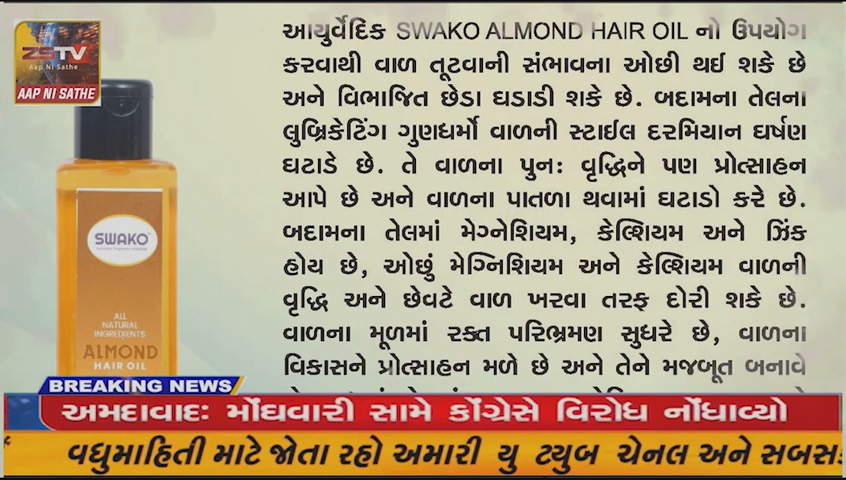 ZSTV
Aap Ni Sathe
AAP NI SATHE
આયુર્વેદિક SWAKO ALMOND HAIR OIL નો ઉપયોગ
કરવાથી વાળ તૂટવાની સંભાવના ઓછી થઈ શકે છે
અને વિભાજિત છેડા ઘડાડી શકે છે. બદામના તેલના
લુબ્રિકેટિંગ ગુણધર્મો વાળની સ્ટાઈલ દરમિયાન ઘર્ષણ
ઘટાડે છે. તે વાળના પુનઃ વૃદ્ધિને પણ પ્રોત્સાહન
આપે છે અને વાળના પાતળા થવામાં ઘટાડો કરે છે.
બદામના તેલમાં મેગ્નેશિયમ, કેલ્શિયમ અને ઝિંક
હોય છે, ઓછું મેગ્નિશિયમ અને કેલ્શિયમ વાળની
વૃદ્ધિ અને છેવટે વાળ ખરવા તરફ દોરી શકે છે.
વાળના મૂળમાં રક્ત પરિભ્રમણ સુધરે છે, વાળના
વિકાસને પ્રોત્સાહન મળે છે અને તેને મજબૂત બનાવે
SWAKO
ALL
NATURAL
INGREDIENTS
ALMOND
HAIR OIL
BREAKING NEWS
અમદાવાદઃ મોંઘવારી સામે કોંગ્રેસે વિરોધ નોંધાવ્યો
વધુમાહિતી માટે જોતા રહો અમારી યુ ટ્યુબ ચેનલ અને સબસ